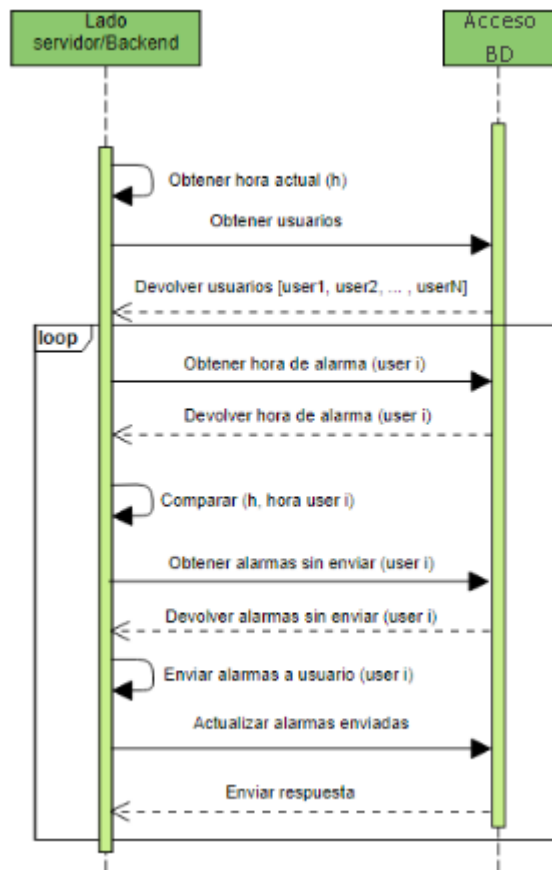 Lado
servidor/Backend
Acceso
BD
Obtener hora actual (h)
Obtener usuarios
Devolver usuarios [user1, user2, ... , userN]
loop
Obtener hora de alarma (user i)
Devolver hora de alarma (user i)
Comparar (h, hora user i)
Obtener alarmas sin enviar (user i)
Devolver alarmas sin enviar (user i)
Enviar alarmas a usuario (user i)
Actualizar alarmas enviadas
Enviar respuesta